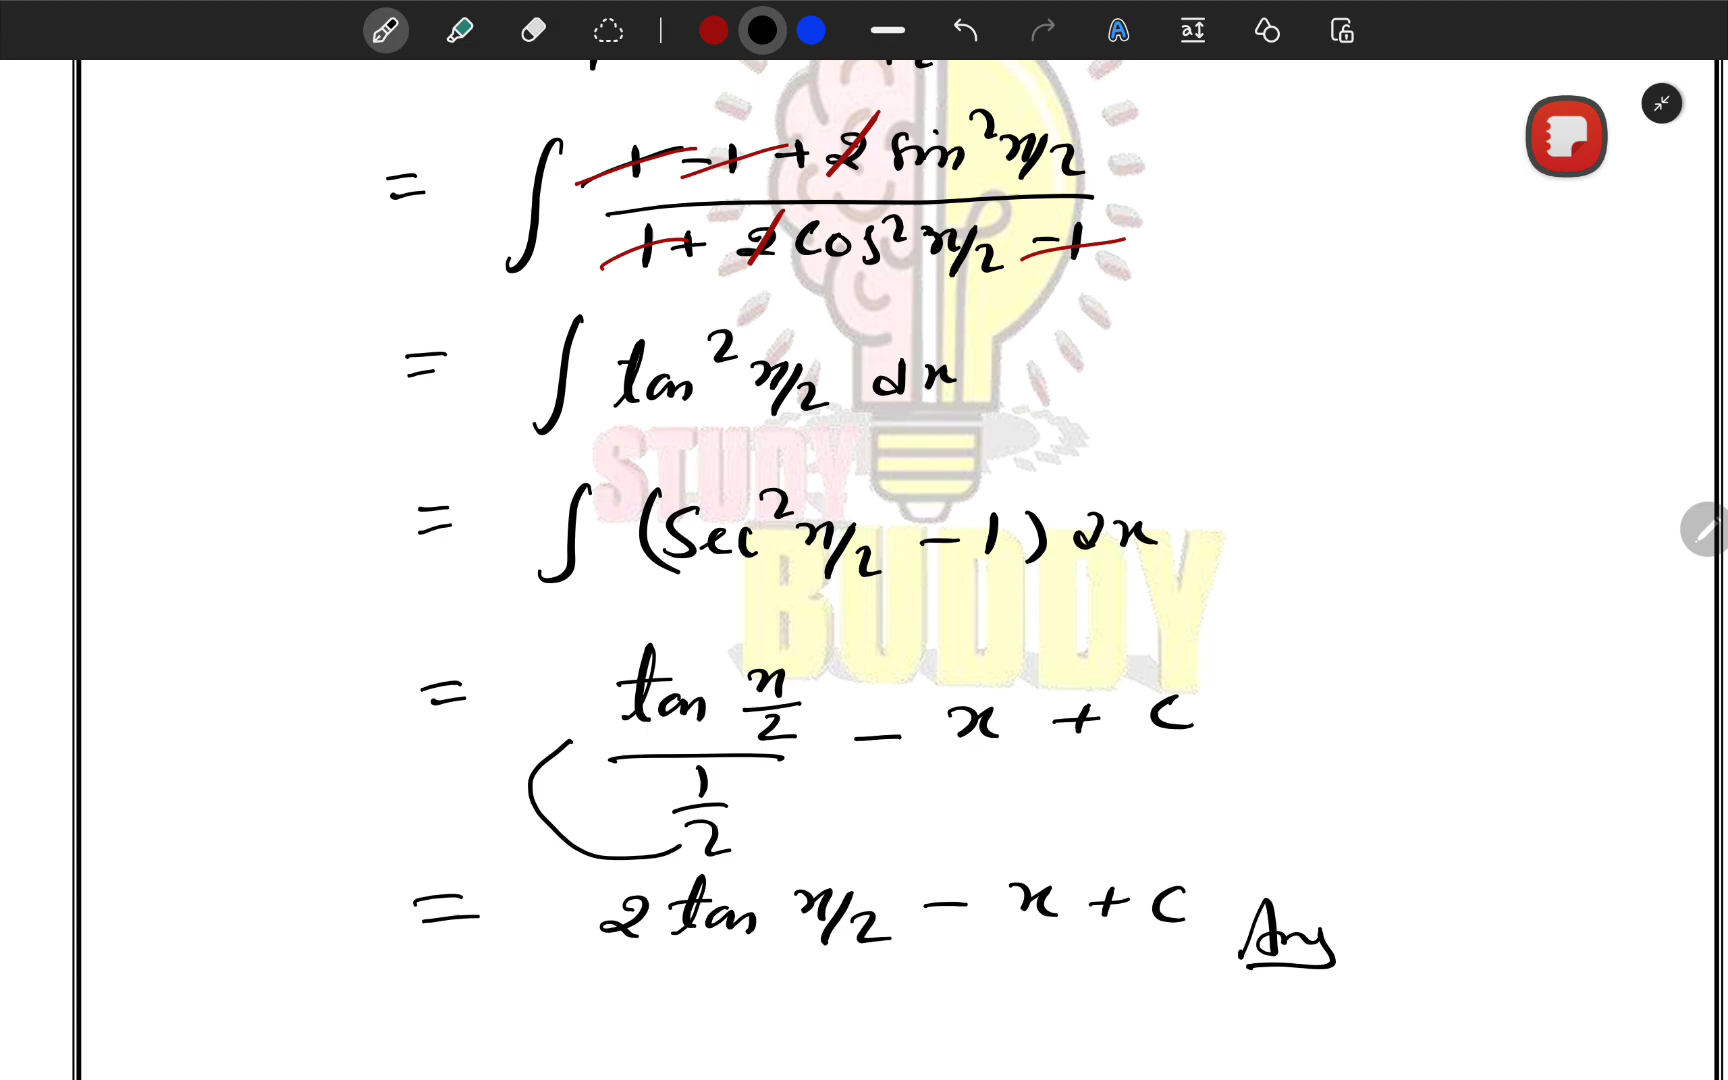 = ∫ (1 - 1 + 2 sin² x/2) / (1 + 2 cos² x/2 - 1)
= ∫ tan² x/2 dx
= ∫ (sec² x/2 - 1) dx
= (tan x/2) / (1/2) - x + c
= 2 tan x/2 - x + c Ans
STUDY
BUDDY